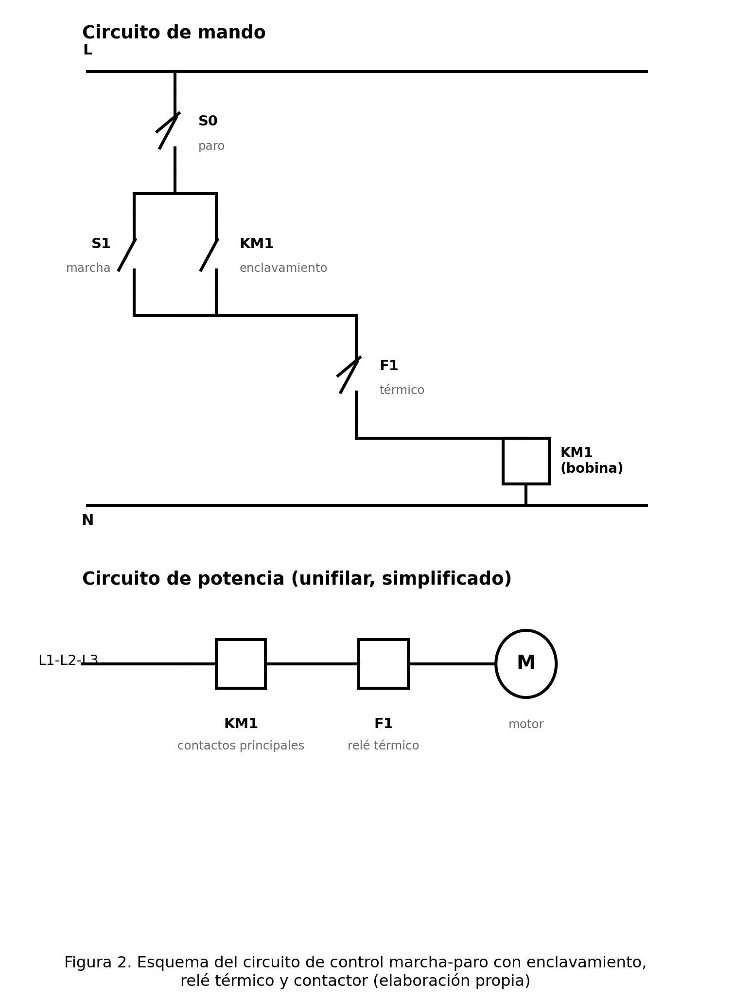 Circuito de mando
L
S0
paro
S1
KM1
marcha
enclavamiento
F1
térmico
KM1
(bobina)
N
Circuito de potencia (unifilar, simplificado)
L1-L2-L3
M
KM1
F1
motor
contactos principales
relé térmico
Figura 2. Esquema del circuito de control marcha-paro con enclavamiento,
relé térmico y contactor (elaboración propia)